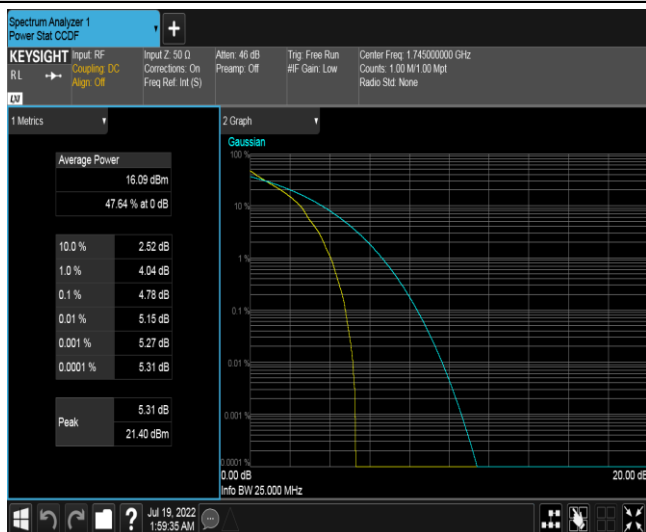 Spectrum Analyzer 1
Power Stat CCDF
+
KEYSIGHT
RL
Input: RF
Coupling: DC
Align: Off
Input Z: 50 Ω
Corrections: On
Freq Ref: Int (S)
Atten: 46 dB
Preamp: Off
Trig: Free Run
#IF Gain: Low
Center Freq: 1.745000000 GHz
Counts: 1.00 M/1.00 Mpt
Radio Std: None
1 Metrics
Average Power
16.09 dBm
47.64 % at 0 dB
10.0 % 2.52 dB
1.0 % 4.04 dB
0.1 % 4.78 dB
0.01 % 5.15 dB
0.001 % 5.27 dB
0.0001 % 5.31 dB
Peak 5.31 dB
21.40 dBm
2 Graph
Gaussian
100 %
10 %
1 %
0.1 %
0.01 %
0.001 %
0.0001 %
0.00 dB 20.00 dB
Info BW 25.000 MHz
?
Jul 19, 2022
1:59:35 AM